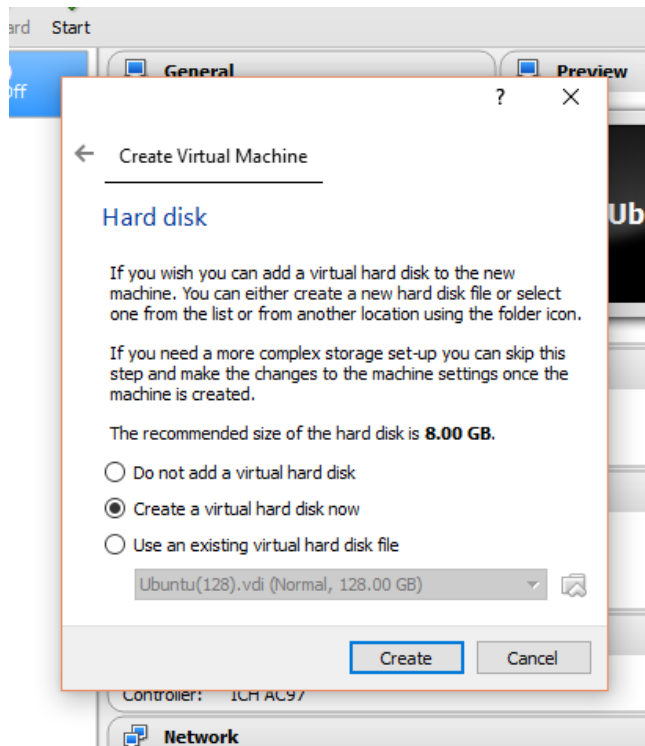 ard Start
off
General
Preview
?
Create Virtual Machine
Hard disk
Ub
If you wish you can add a virtual hard disk to the new
machine. You can either create a new hard disk file or select
one from the list or from another location using the folder icon.
If you need a more complex storage set-up you can skip this
step and make the changes to the machine settings once the
machine is created.
The recommended size of the hard disk is 8.00 GB.
Do not add a virtual hard disk
Create a virtual hard disk now
Use an existing virtual hard disk file
Ubuntu(128).vdi (Normal, 128.00 GB)
Create Cancel
Controller: ICH AC97
Network